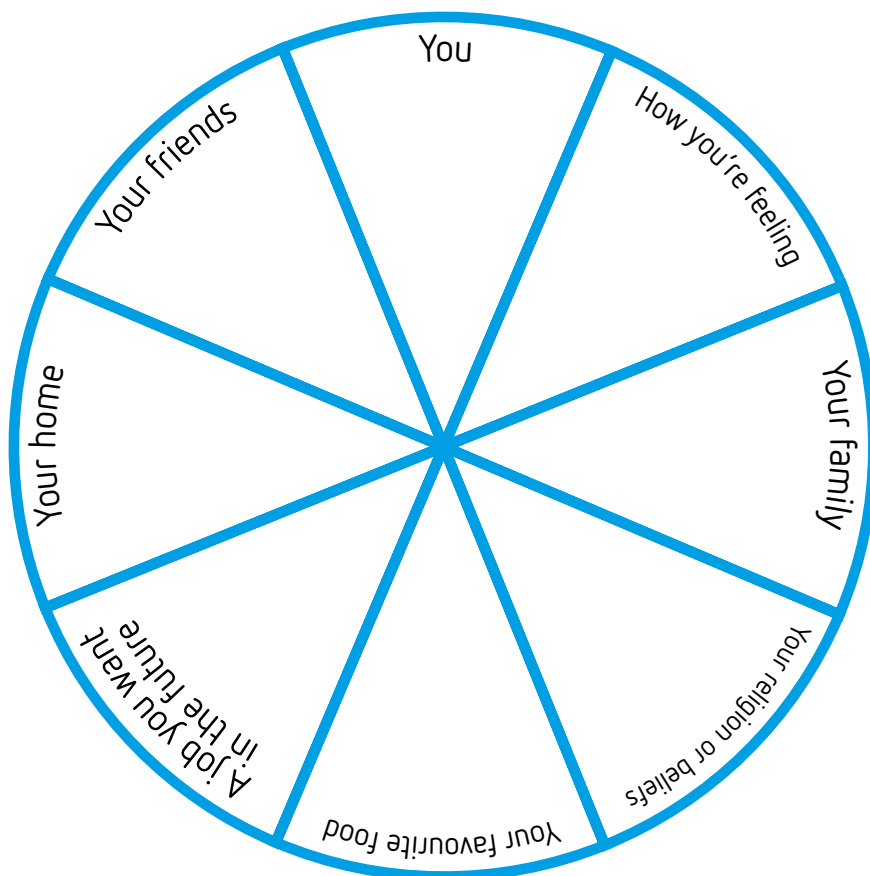 You
How you're feeling
Your family
Your religion or beliefs
Your favourite food
A job you want
in the future
Your home
Your friends